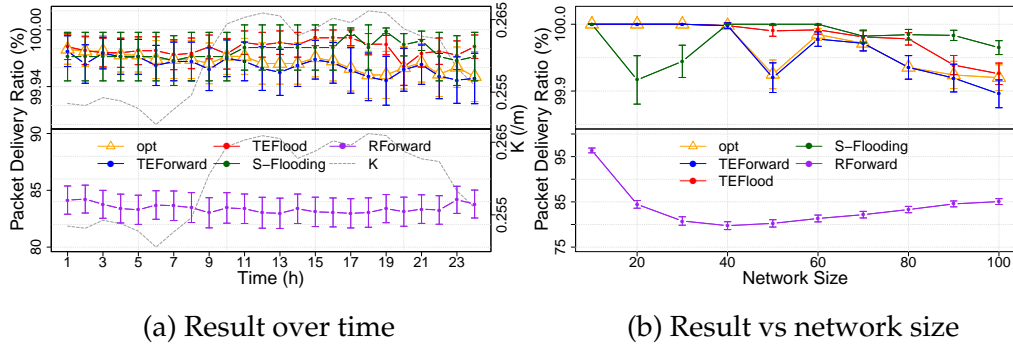 Packet Delivery Ratio (%)
100.00
99.94
90
85
80
0.265
0.255
0.265
0.255
K (/m)
opt
TEFlood
RForward
TEForward
S−Flooding
K
1 3 5 7 9 11 13 15 17 19 21 23
Time (h)
(a) Result over time
Packet Delivery Ratio (%)
100.0
99.9
95
85
75
opt
S−Flooding
TEForward
RForward
TEFlood
20 40 60 80 100
Network Size
(b) Result vs network size